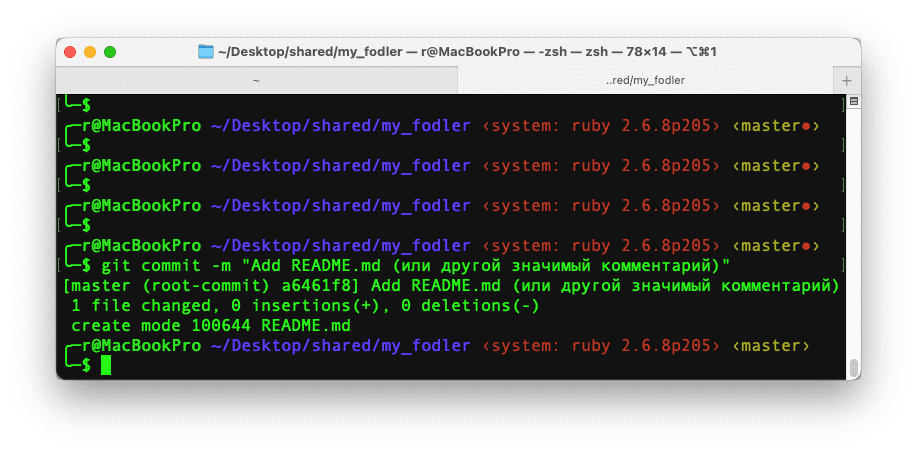 ~/Desktop/shared/my_fodler — r@MacBookPro — -zsh — zsh — 78×14 — ⌥⌘1
~ ..red/my_fodler +
╰─$
╭─r@MacBookPro ~/Desktop/shared/my_fodler ‹system: ruby 2.6.8p205› ‹master●›
╰─$
╭─r@MacBookPro ~/Desktop/shared/my_fodler ‹system: ruby 2.6.8p205› ‹master●›
╰─$
╭─r@MacBookPro ~/Desktop/shared/my_fodler ‹system: ruby 2.6.8p205› ‹master●›
╰─$
╭─r@MacBookPro ~/Desktop/shared/my_fodler ‹system: ruby 2.6.8p205› ‹master●›
╰─$ git commit -m "Add README.md (или другой значимый комментарий)"
[master (root-commit) a6461f8] Add README.md (или другой значимый комментарий)
1 file changed, 0 insertions(+), 0 deletions(-)
create mode 100644 README.md
╭─r@MacBookPro ~/Desktop/shared/my_fodler ‹system: ruby 2.6.8p205› ‹master›
╰─$